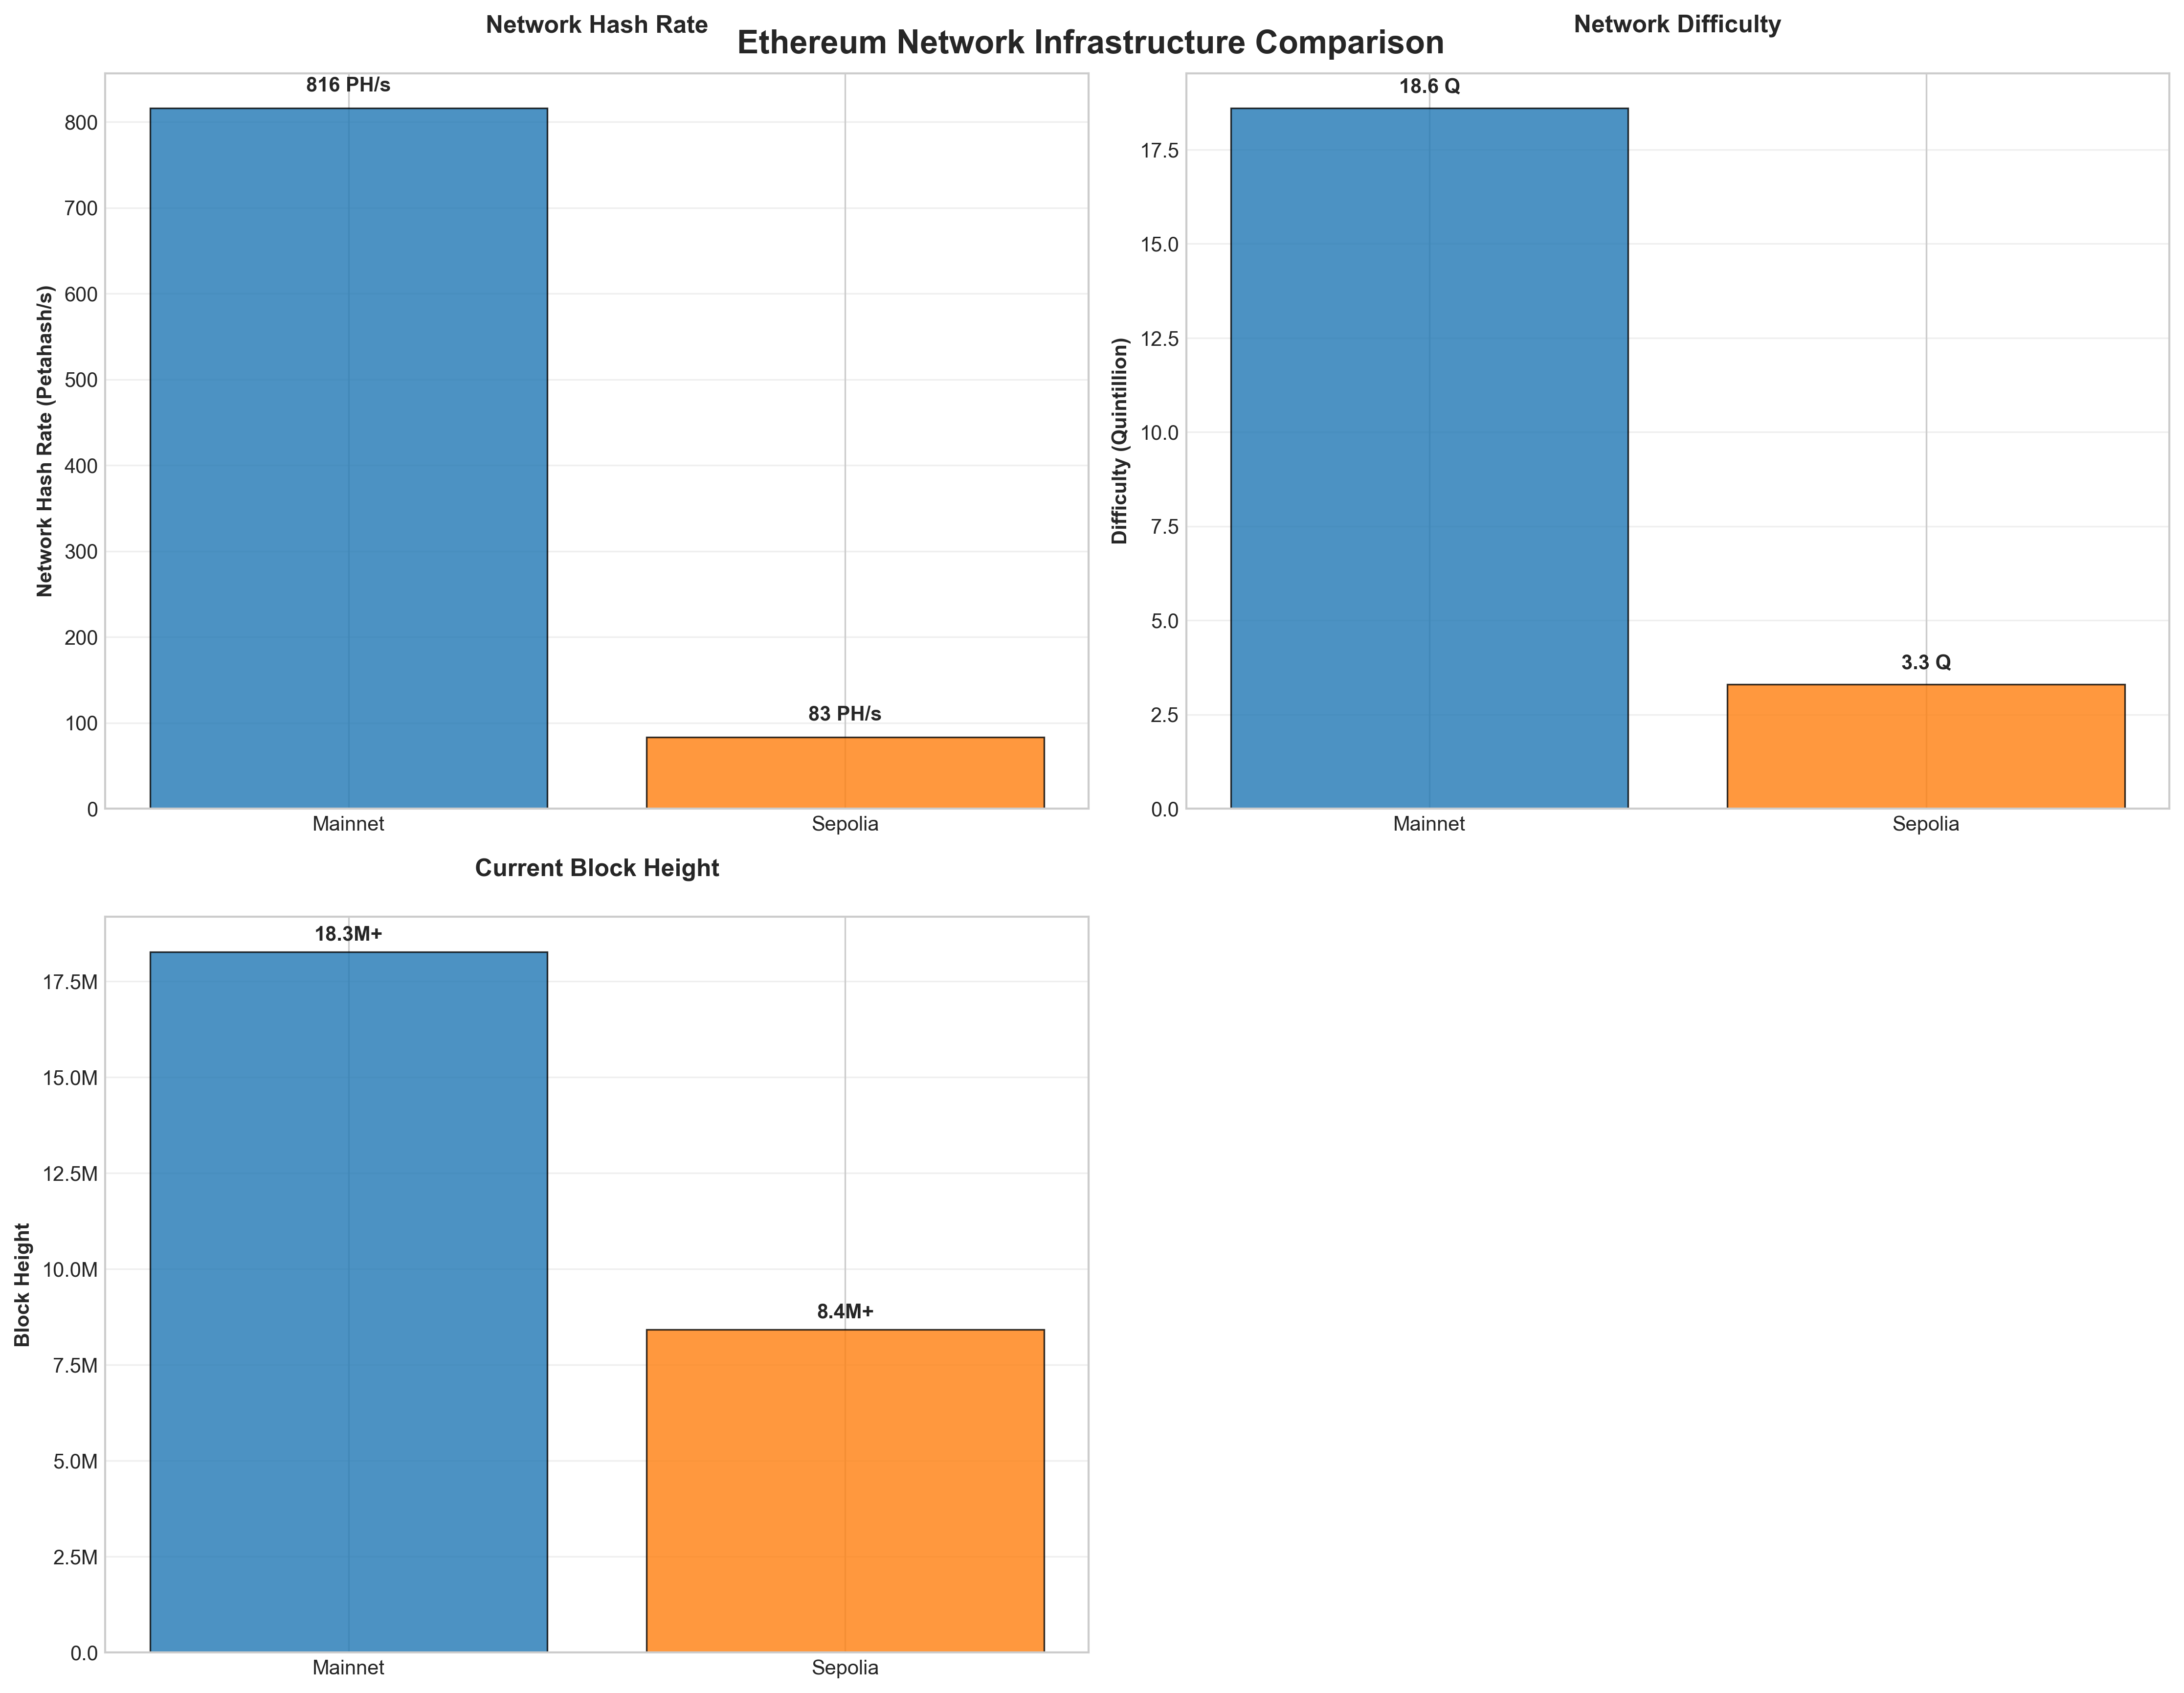 Ethereum Network Infrastructure Comparison
Network Hash Rate
Network Hash Rate (Petahash/s)
800
700
600
500
400
300
200
100
0
816 PH/s
83 PH/s
Mainnet
Sepolia
Network Difficulty
Difficulty (Quintillion)
17.5
15.0
12.5
10.0
7.5
5.0
2.5
0.0
18.6 Q
3.3 Q
Mainnet
Sepolia
Current Block Height
Block Height
17.5M
15.0M
12.5M
10.0M
7.5M
5.0M
2.5M
0.0
18.3M+
8.4M+
Mainnet
Sepolia